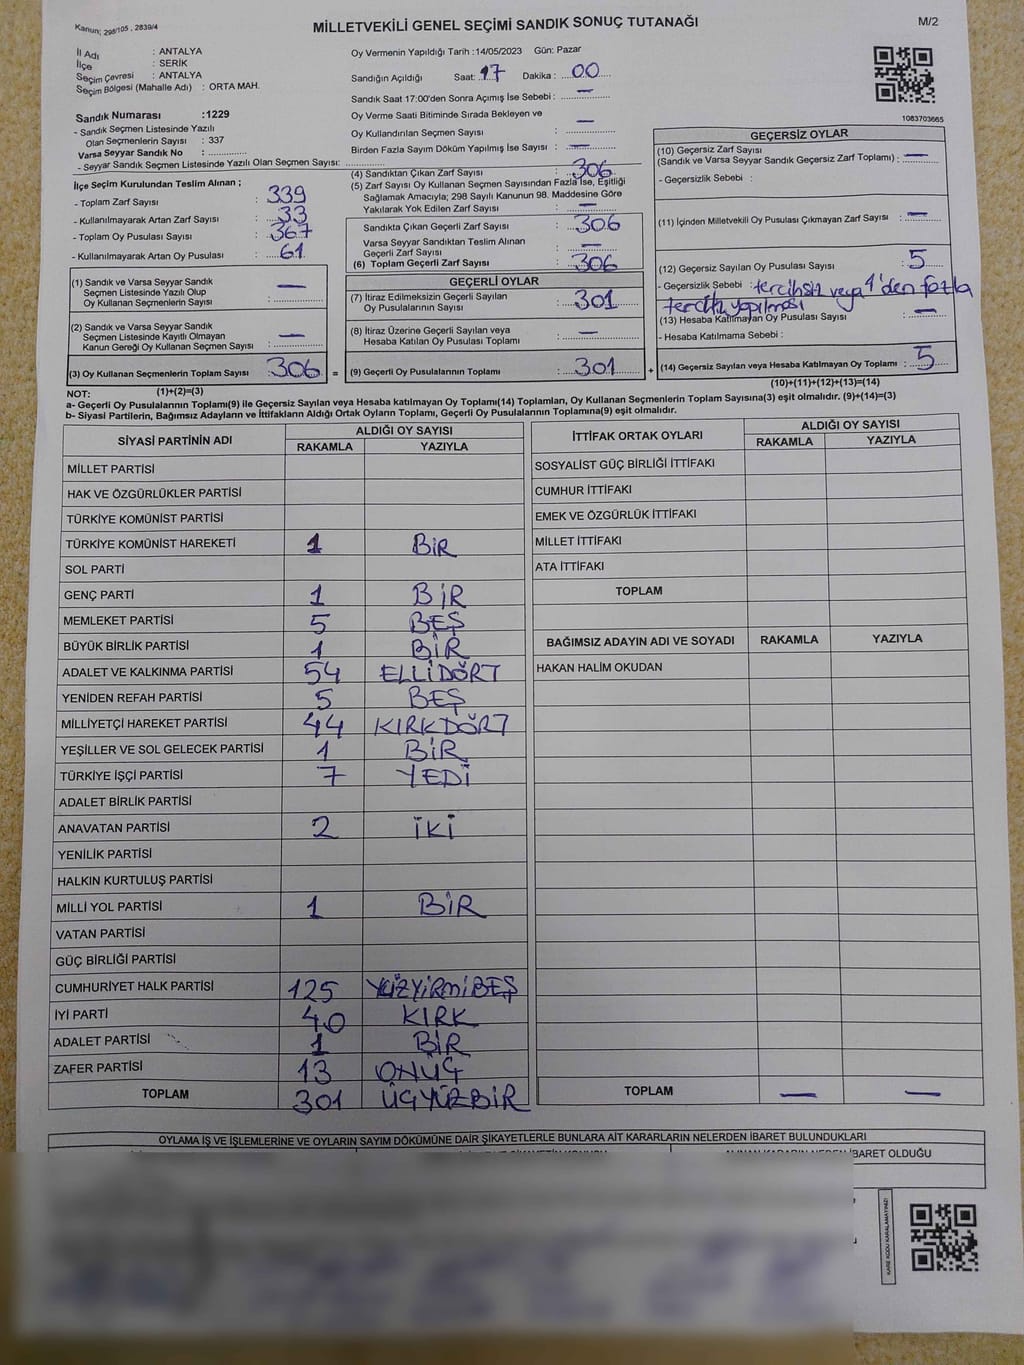 Kanun; 298/105 , 2839/4
MİLLETVEKİLİ GENEL SEÇİMİ SANDIK SONUÇ TUTANAĞI
M/2
İl Adı : ANTALYA
İlçe : SERİK
Seçim Çevresi : ANTALYA
Seçim Bölgesi (Mahalle Adı) : ORTA MAH.
Oy Vermenin Yapıldığı Tarih :14/05/2023 Gün: Pazar
Sandığın Açıldığı Saat: 17 Dakika : 00
Sandık Saat 17:00'den Sonra Açımış İse Sebebi : —
Oy Verme Saati Bitiminde Sırada Bekleyen ve
Oy Kullandırılan Seçmen Sayısı : —
Birden Fazla Sayım Döküm Yapılmış İse Sayısı : —
1083703665
Sandık Numarası :1229
- Sandık Seçmen Listesinde Yazılı
Olan Seçmenlerin Sayısı : 337
Varsa Seyyar Sandık No :
- Seyyar Sandık Seçmen Listesinde Yazılı Olan Seçmen Sayısı:
İlçe Seçim Kurulundan Teslim Alınan ;
- Toplam Zarf Sayısı : 339
- Kullanılmayarak Artan Zarf Sayısı : 33
- Toplam Oy Pusulası Sayısı : 367
- Kullanılmayarak Artan Oy Pusulası : 61
(4) Sandıktan Çıkan Zarf Sayısı : 306
(5) Zarf Sayısı Oy Kullanan Seçmen Sayısından Fazla İse, Eşitliği
Sağlamak Amacıyla; 298 Sayılı Kanunun 98. Maddesine Göre
Yakılarak Yok Edilen Zarf Sayısı : —
Sandıkta Çıkan Geçerli Zarf Sayısı : 306
Varsa Seyyar Sandıktan Teslim Alınan
Geçerli Zarf Sayısı : —
(6) Toplam Geçerli Zarf Sayısı : 306
GEÇERSİZ OYLAR
(10) Geçersiz Zarf Sayısı
(Sandık ve Varsa Seyyar Sandık Geçersiz Zarf Toplamı) : —
- Geçersizlik Sebebi :
(11) İçinden Milletvekili Oy Pusulası Çıkmayan Zarf Sayısı : —
(12) Geçersiz Sayılan Oy Pusulası Sayısı : 5
- Geçersizlik Sebebi : tercihsiz veya 4'den fazla
tercih yapılması
(13) Hesaba Katılmayan Oy Pusulası Sayısı : —
- Hesaba Katılmama Sebebi :
(14) Geçersiz Sayılan veya Hesaba Katılmayan Oy Toplamı : 5
(10)+(11)+(12)+(13)=(14)
(1) Sandık ve Varsa Seyyar Sandık
Seçmen Listesinde Yazılı Olup
Oy Kullanan Seçmenlerin Sayısı : —
(2) Sandık ve Varsa Seyyar Sandık
Seçmen Listesinde Kayıtlı Olmayan
Kanun Gereği Oy Kullanan Seçmen Sayısı : —
(3) Oy Kullanan Seçmenlerin Toplam Sayısı : 306 =
(1)+(2)=(3)
GEÇERLİ OYLAR
(7) İtiraz Edilmeksizin Geçerli Sayılan
Oy Pusulalarının Sayısı : 301
(8) İtiraz Üzerine Geçerli Sayılan veya
Hesaba Katılan Oy Pusulası Toplamı : —
(9) Geçerli Oy Pusulalarının Toplamı : 301 +
NOT:
a- Geçerli Oy Pusulalarının Toplamı(9) ile Geçersiz Sayılan veya Hesaba katılmayan Oy Toplamı(14) Toplamları, Oy Kullanan Seçmenlerin Toplam Sayısına(3) eşit olmalıdır. (9)+(14)=(3)
b- Siyasi Partilerin, Bağımsız Adayların ve İttifakların Aldığı Ortak Oyların Toplamı, Geçerli Oy Pusulalarının Toplamına(9) eşit olmalıdır.
SİYASİ PARTİNİN ADI ALDIĞI OY SAYISI
RAKAMLA YAZIYLA
MİLLET PARTİSİ
HAK VE ÖZGÜRLÜKLER PARTİSİ
TÜRKİYE KOMÜNİST PARTİSİ
TÜRKİYE KOMÜNİST HAREKETİ 1 BİR
SOL PARTİ
GENÇ PARTİ 1 BİR
MEMLEKET PARTİSİ 5 BEŞ
BÜYÜK BİRLİK PARTİSİ 1 BİR
ADALET VE KALKINMA PARTİSİ 54 ELLİDÖRT
YENİDEN REFAH PARTİSİ 5 BEŞ
MİLLİYETÇİ HAREKET PARTİSİ 44 KIRKDÖRT
YEŞİLLER VE SOL GELECEK PARTİSİ 1 BİR
TÜRKİYE İŞÇİ PARTİSİ 7 YEDİ
ADALET BİRLİK PARTİSİ
ANAVATAN PARTİSİ 2 İKİ
YENİLİK PARTİSİ
HALKIN KURTULUŞ PARTİSİ
MİLLİ YOL PARTİSİ 1 BİR
VATAN PARTİSİ
GÜÇ BİRLİĞİ PARTİSİ
CUMHURİYET HALK PARTİSİ 125 YÜZYİRMİBEŞ
İYİ PARTİ 40 KIRK
ADALET PARTİSİ 1 BİR
ZAFER PARTİSİ 13 ONÜÇ
TOPLAM 301 ÜÇYÜZBİR
İTTİFAK ORTAK OYLARI ALDIĞI OY SAYISI
RAKAMLA YAZIYLA
SOSYALİST GÜÇ BİRLİĞİ İTTİFAKI
CUMHUR İTTİFAKI
EMEK VE ÖZGÜRLÜK İTTİFAKI
MİLLET İTTİFAKI
ATA İTTİFAKI
TOPLAM
BAĞIMSIZ ADAYIN ADI VE SOYADI RAKAMLA YAZIYLA
HAKAN HALİM OKUDAN
TOPLAM — —
OYLAMA İŞ VE İŞLEMLERİNE VE OYLARIN SAYIM DÖKÜMÜNE DAİR ŞİKAYETLERLE BUNLARA AİT KARARLARIN NELERDEN İBARET BULUNDUKLARI
İBARET OLDUĞU
KARE KODU KARALAMAYINIZ!